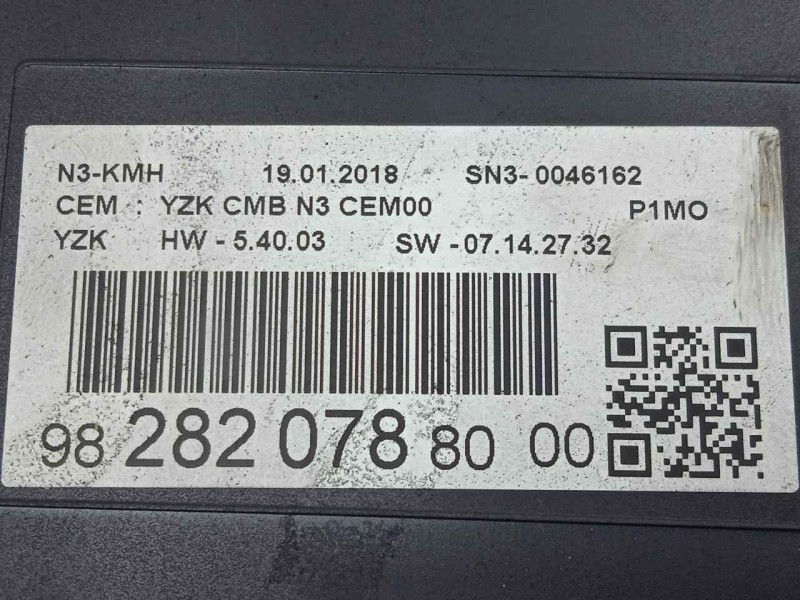 N3-KMH 19.01.2018 SN3-0046162
CEM : YZK CMB N3 CEM00 P1MO
YZK HW - 5.40.03 SW -07.14.27.32
98 282 078 80 00